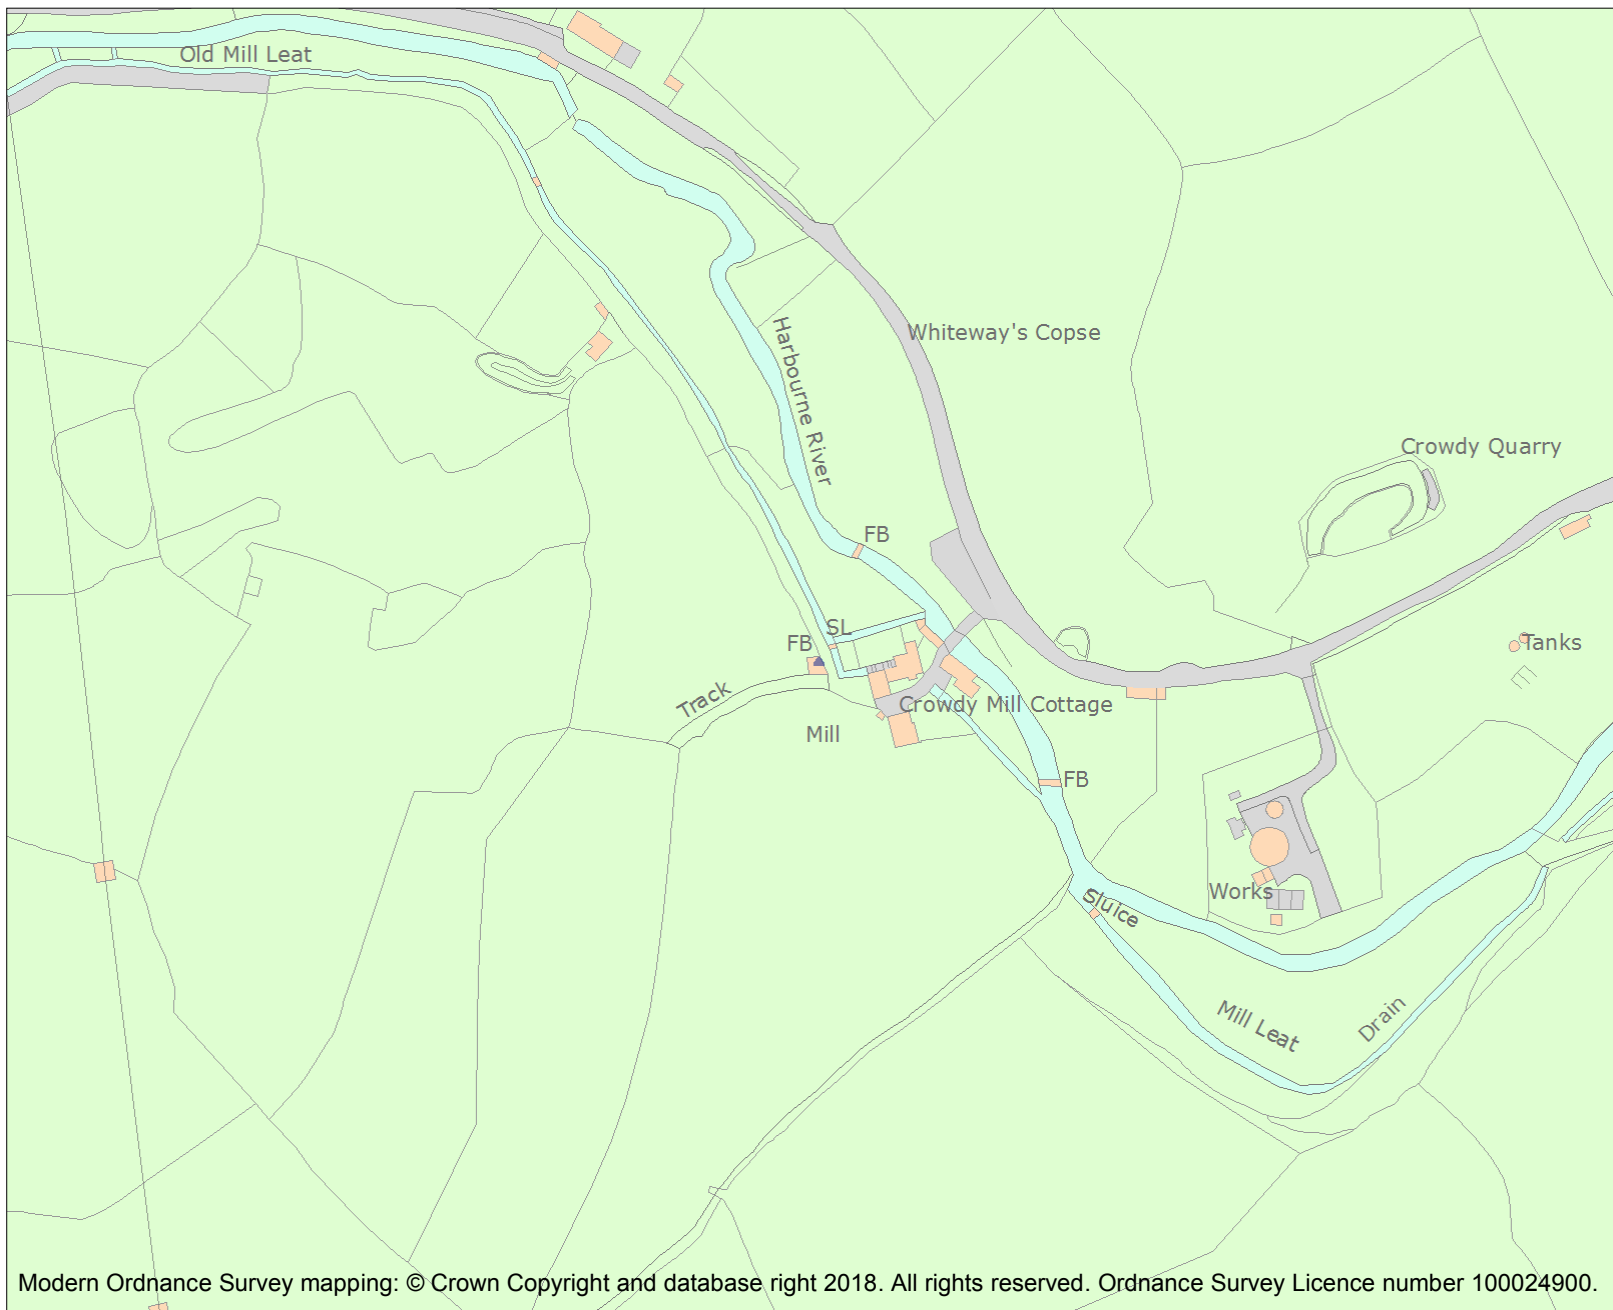 Old Mill Leat
Whiteway's Copse
Harbourne River
Crowdy Quarry
FB
SL
FB
Tanks
Track
Crowdy Mill Cottage
Mill
FB
Works
Sluice
Mill Leat
Drain
Modern Ordnance Survey mapping: © Crown Copyright and database right 2018. All rights reserved. Ordnance Survey Licence number 100024900.